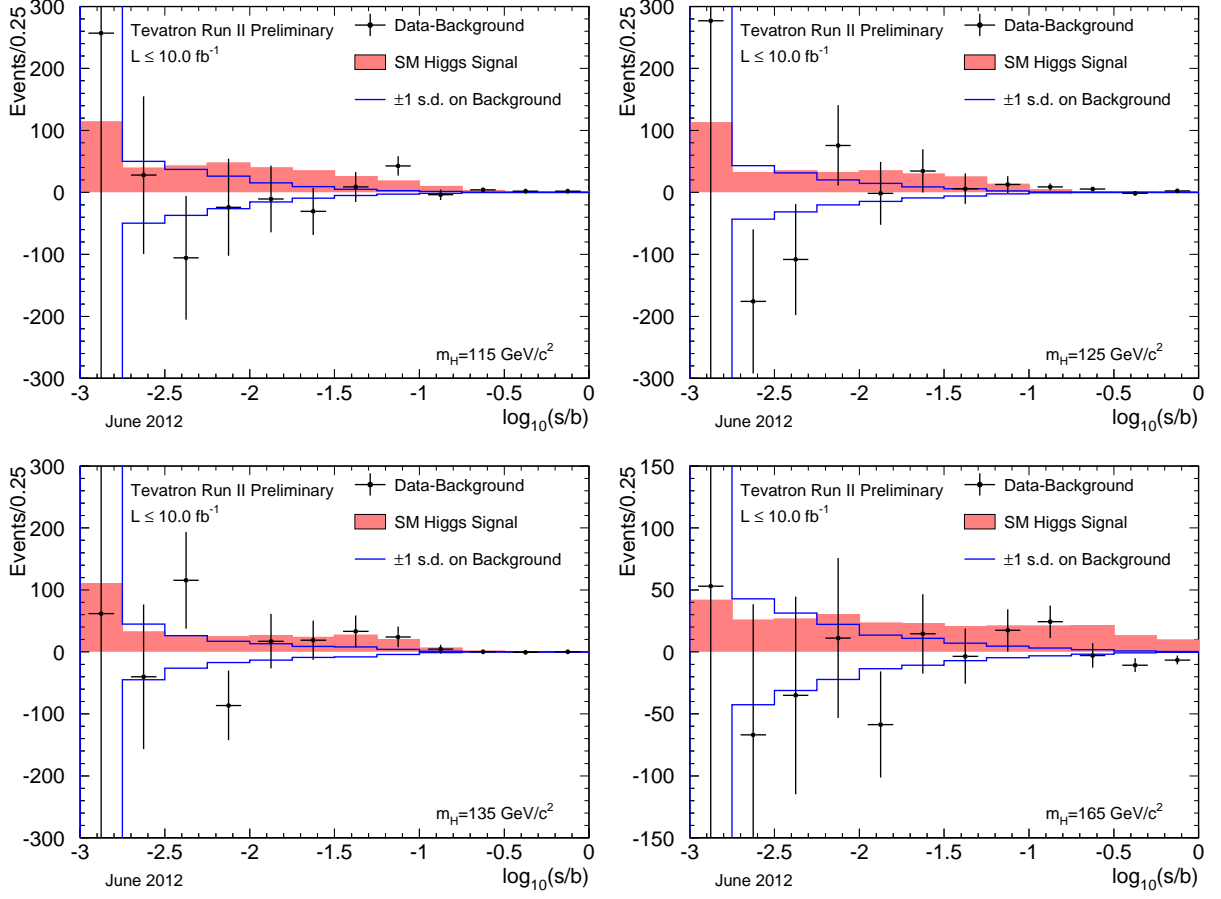 Events/0.25
300
200
100
0
-100
-200
-300
Tevatron Run II Preliminary
L ≤ 10.0 fb⁻¹
Data-Background
SM Higgs Signal
±1 s.d. on Background
m_H=115 GeV/c²
-3 -2.5 -2 -1.5 -1 -0.5 0
log₁₀(s/b)
June 2012
Events/0.25
300
200
100
0
-100
-200
-300
Tevatron Run II Preliminary
L ≤ 10.0 fb⁻¹
Data-Background
SM Higgs Signal
±1 s.d. on Background
m_H=125 GeV/c²
-3 -2.5 -2 -1.5 -1 -0.5 0
log₁₀(s/b)
June 2012
Events/0.25
300
200
100
0
-100
-200
-300
Tevatron Run II Preliminary
L ≤ 10.0 fb⁻¹
Data-Background
SM Higgs Signal
±1 s.d. on Background
m_H=135 GeV/c²
-3 -2.5 -2 -1.5 -1 -0.5 0
log₁₀(s/b)
June 2012
Events/0.25
150
100
50
0
-50
-100
-150
Tevatron Run II Preliminary
L ≤ 10.0 fb⁻¹
Data-Background
SM Higgs Signal
±1 s.d. on Background
m_H=165 GeV/c²
-3 -2.5 -2 -1.5 -1 -0.5 0
log₁₀(s/b)
June 2012